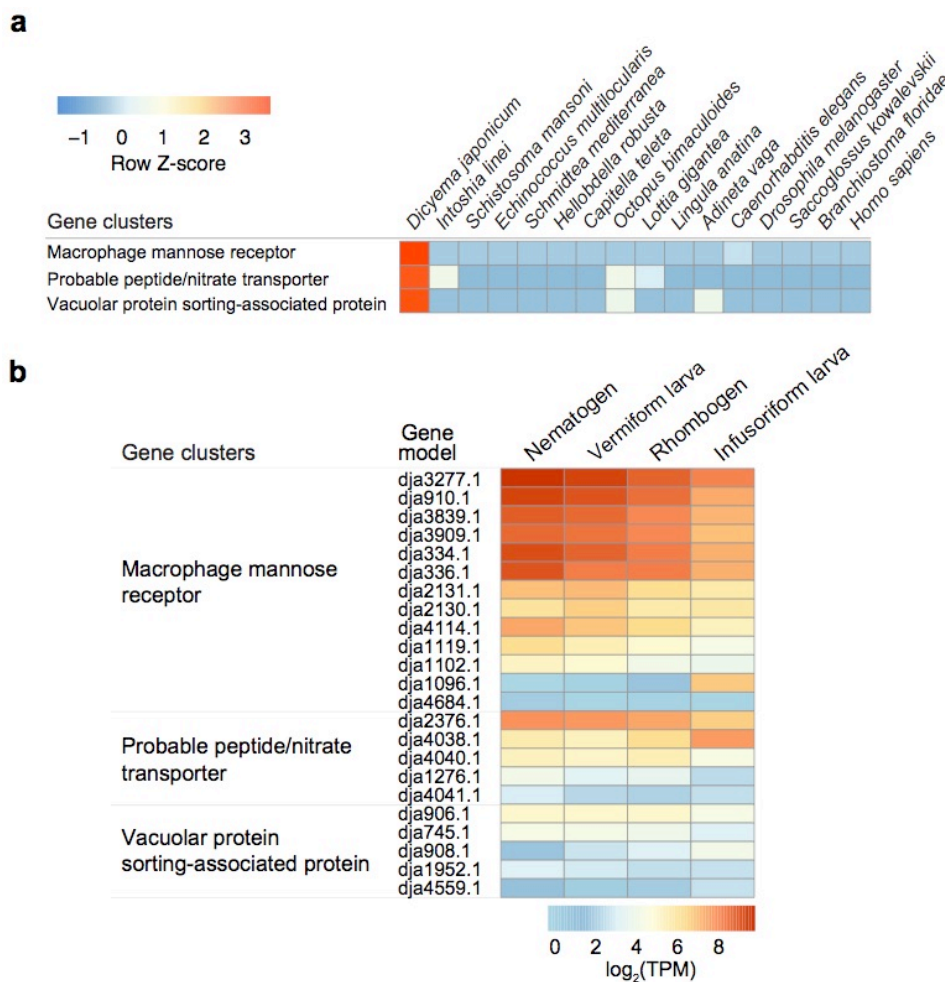 a
−1 0 1 2 3
Row Z-score
Dicyema japonicum
Intoshia linei
Schistosoma mansoni
Echinococcus multilocularis
Schmidtea mediterranea
Hellobdella robusta
Capitella teleta
Octopus bimaculoides
Lottia gigantea
Lingula anatina
Adineta vaga
Caenorhabditis elegans
Drosophila melanogaster
Saccoglossus kowalevskii
Branchiostoma floridae
Homo sapiens
Gene clusters
Macrophage mannose receptor
Probable peptide/nitrate transporter
Vacuolar protein sorting-associated protein
b
Gene clusters
Gene
model
Nematogen
Vermiform larva
Rhombogen
Infusoriform larva
Macrophage mannose
receptor
dja3277.1
dja910.1
dja3839.1
dja3909.1
dja334.1
dja336.1
dja2131.1
dja2130.1
dja4114.1
dja1119.1
dja1102.1
dja1096.1
dja4684.1
Probable peptide/nitrate
transporter
dja2376.1
dja4038.1
dja4040.1
dja1276.1
dja4041.1
Vacuolar protein
sorting-associated protein
dja906.1
dja745.1
dja908.1
dja1952.1
dja4559.1
0 2 4 6 8
log2(TPM)